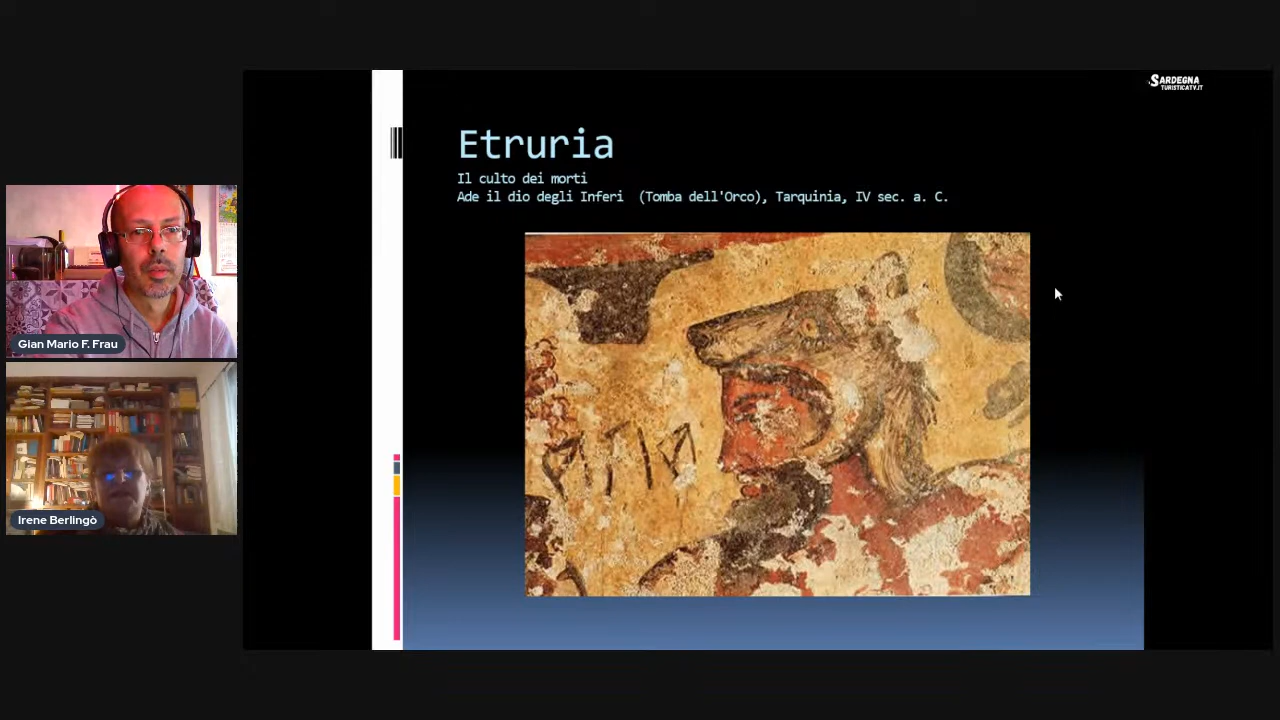 SARDEGNA
TURISTICATV.IT
Etruria
Il culto dei morti
Ade il dio degli Inferi (Tomba dell'Orco), Tarquinia, IV sec. a. C.
Gian Mario F. Frau
Irene Berlingò